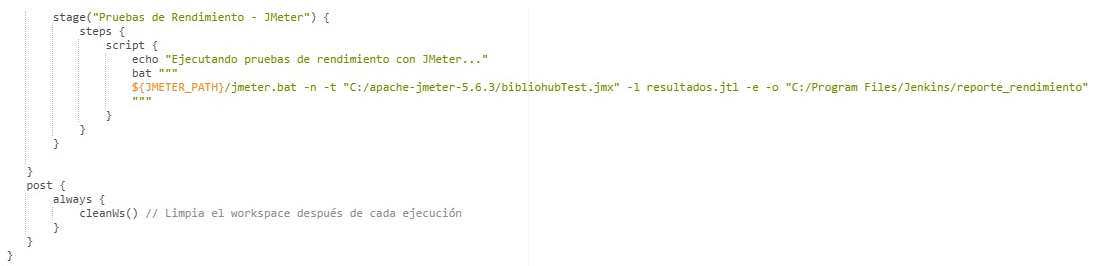 stage("Pruebas de Rendimiento - JMeter") {
steps {
script {
echo "Ejecutando pruebas de rendimiento con JMeter..."
bat """
${JMETER_PATH}/jmeter.bat -n -t "C:/apache-jmeter-5.6.3/bibliohubTest.jmx" -l resultados.jtl -e -o "C:/Program Files/Jenkins/reporte_rendimiento"
"""
}
}
}
}
post {
always {
cleanWs() // Limpia el workspace después de cada ejecución
}
}
}